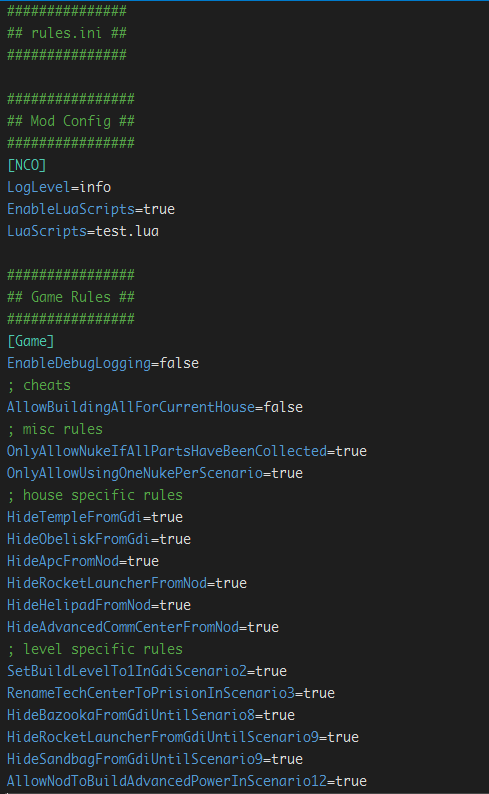 ###############
## rules.ini ##
###############
################
## Mod Config ##
################
[NCO]
LogLevel=info
EnableLuaScripts=true
LuaScripts=test.lua
################
## Game Rules ##
################
[Game]
EnableDebugLogging=false
; cheats
AllowBuildingAllForCurrentHouse=false
; misc rules
OnlyAllowNukeIfAllPartsHaveBeenCollected=true
OnlyAllowUsingOneNukePerScenario=true
; house specific rules
HideTempleFromGdi=true
HideObeliskFromGdi=true
HideApcFromNod=true
HideRocketLauncherFromNod=true
HideHelipadFromNod=true
HideAdvancedCommCenterFromNod=true
; level specific rules
SetBuildLevelTo1InGdiScenario2=true
RenameTechCenterToPrisionInScenario3=true
HideBazookaFromGdiUntilSenario8=true
HideRocketLauncherFromGdiUntilScenario9=true
HideSandbagFromGdiUntilScenario9=true
AllowNodToBuildAdvancedPowerInScenario12=true